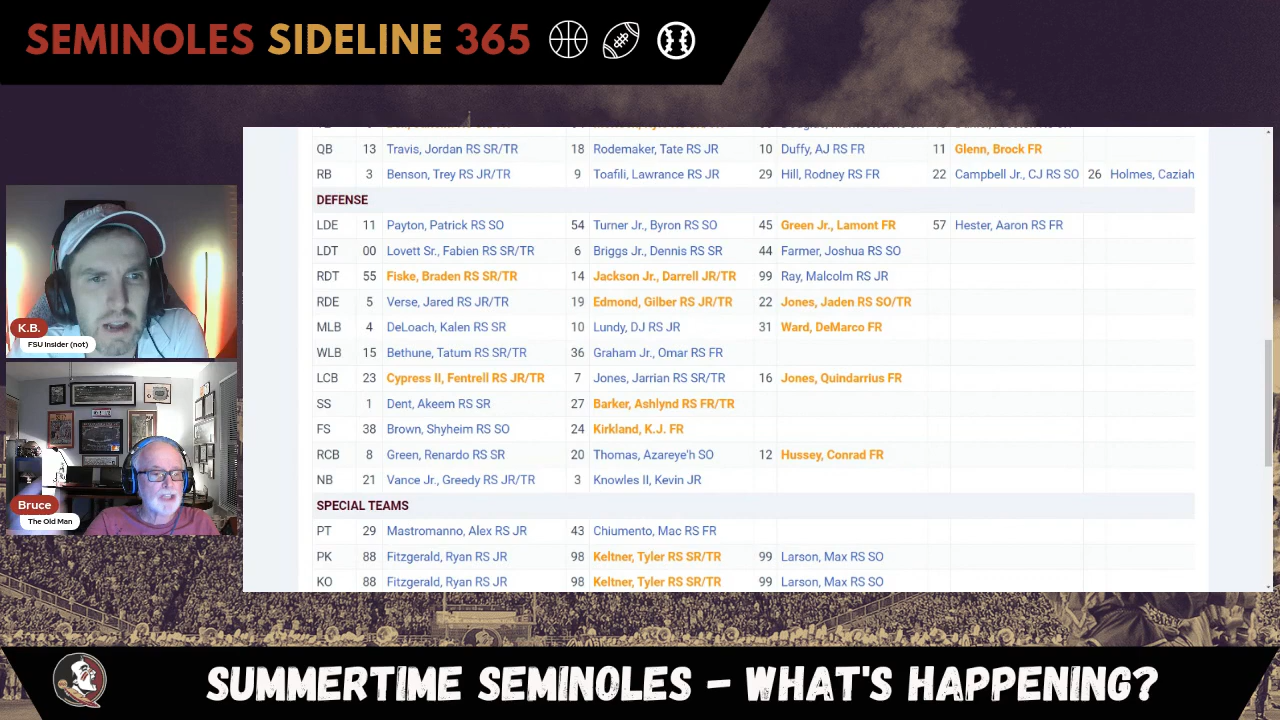 SEMINOLES SIDELINE 365
QB 13 Travis, Jordan RS SR/TR 18 Rodemaker, Tate RS JR 10 Duffy, AJ RS FR 11 Glenn, Brock FR
RB 3 Benson, Trey RS JR/TR 9 Toafili, Lawrance RS JR 29 Hill, Rodney RS FR 22 Campbell Jr., CJ RS SO 26 Holmes, Caziah
DEFENSE
LDE 11 Payton, Patrick RS SO 54 Turner Jr., Byron RS SO 45 Green Jr., Lamont FR 57 Hester, Aaron RS FR
LDT 00 Lovett Sr., Fabien RS SR/TR 6 Briggs Jr., Dennis RS SR 44 Farmer, Joshua RS SO
RDT 55 Fiske, Braden RS SR/TR 14 Jackson Jr., Darrell JR/TR 99 Ray, Malcolm RS JR
RDE 5 Verse, Jared RS JR/TR 19 Edmond, Gilber RS JR/TR 22 Jones, Jaden RS SO/TR
MLB 4 DeLoach, Kalen RS SR 10 Lundy, DJ RS JR 31 Ward, DeMarco FR
WLB 15 Bethune, Tatum RS SR/TR 36 Graham Jr., Omar RS FR
LCB 23 Cypress II, Fentrell RS JR/TR 7 Jones, Jarrian RS SR/TR 16 Jones, Quindarrius FR
SS 1 Dent, Akeem RS SR 27 Barker, Ashlynd RS FR/TR
FS 38 Brown, Shyheim RS SO 24 Kirkland, K.J. FR
RCB 8 Green, Renardo RS SR 20 Thomas, Azareye'h SO 12 Hussey, Conrad FR
NB 21 Vance Jr., Greedy RS JR/TR 3 Knowles II, Kevin JR
SPECIAL TEAMS
PT 29 Mastromanno, Alex RS JR 43 Chiumento, Mac RS FR
PK 88 Fitzgerald, Ryan RS JR 98 Keltner, Tyler RS SR/TR 99 Larson, Max RS SO
KO 88 Fitzgerald, Ryan RS JR 98 Keltner, Tyler RS SR/TR 99 Larson, Max RS SO
K.B.
FSU Insider (not)
Bruce
The Old Man
SUMMERTIME SEMINOLES - WHAT'S HAPPENING?